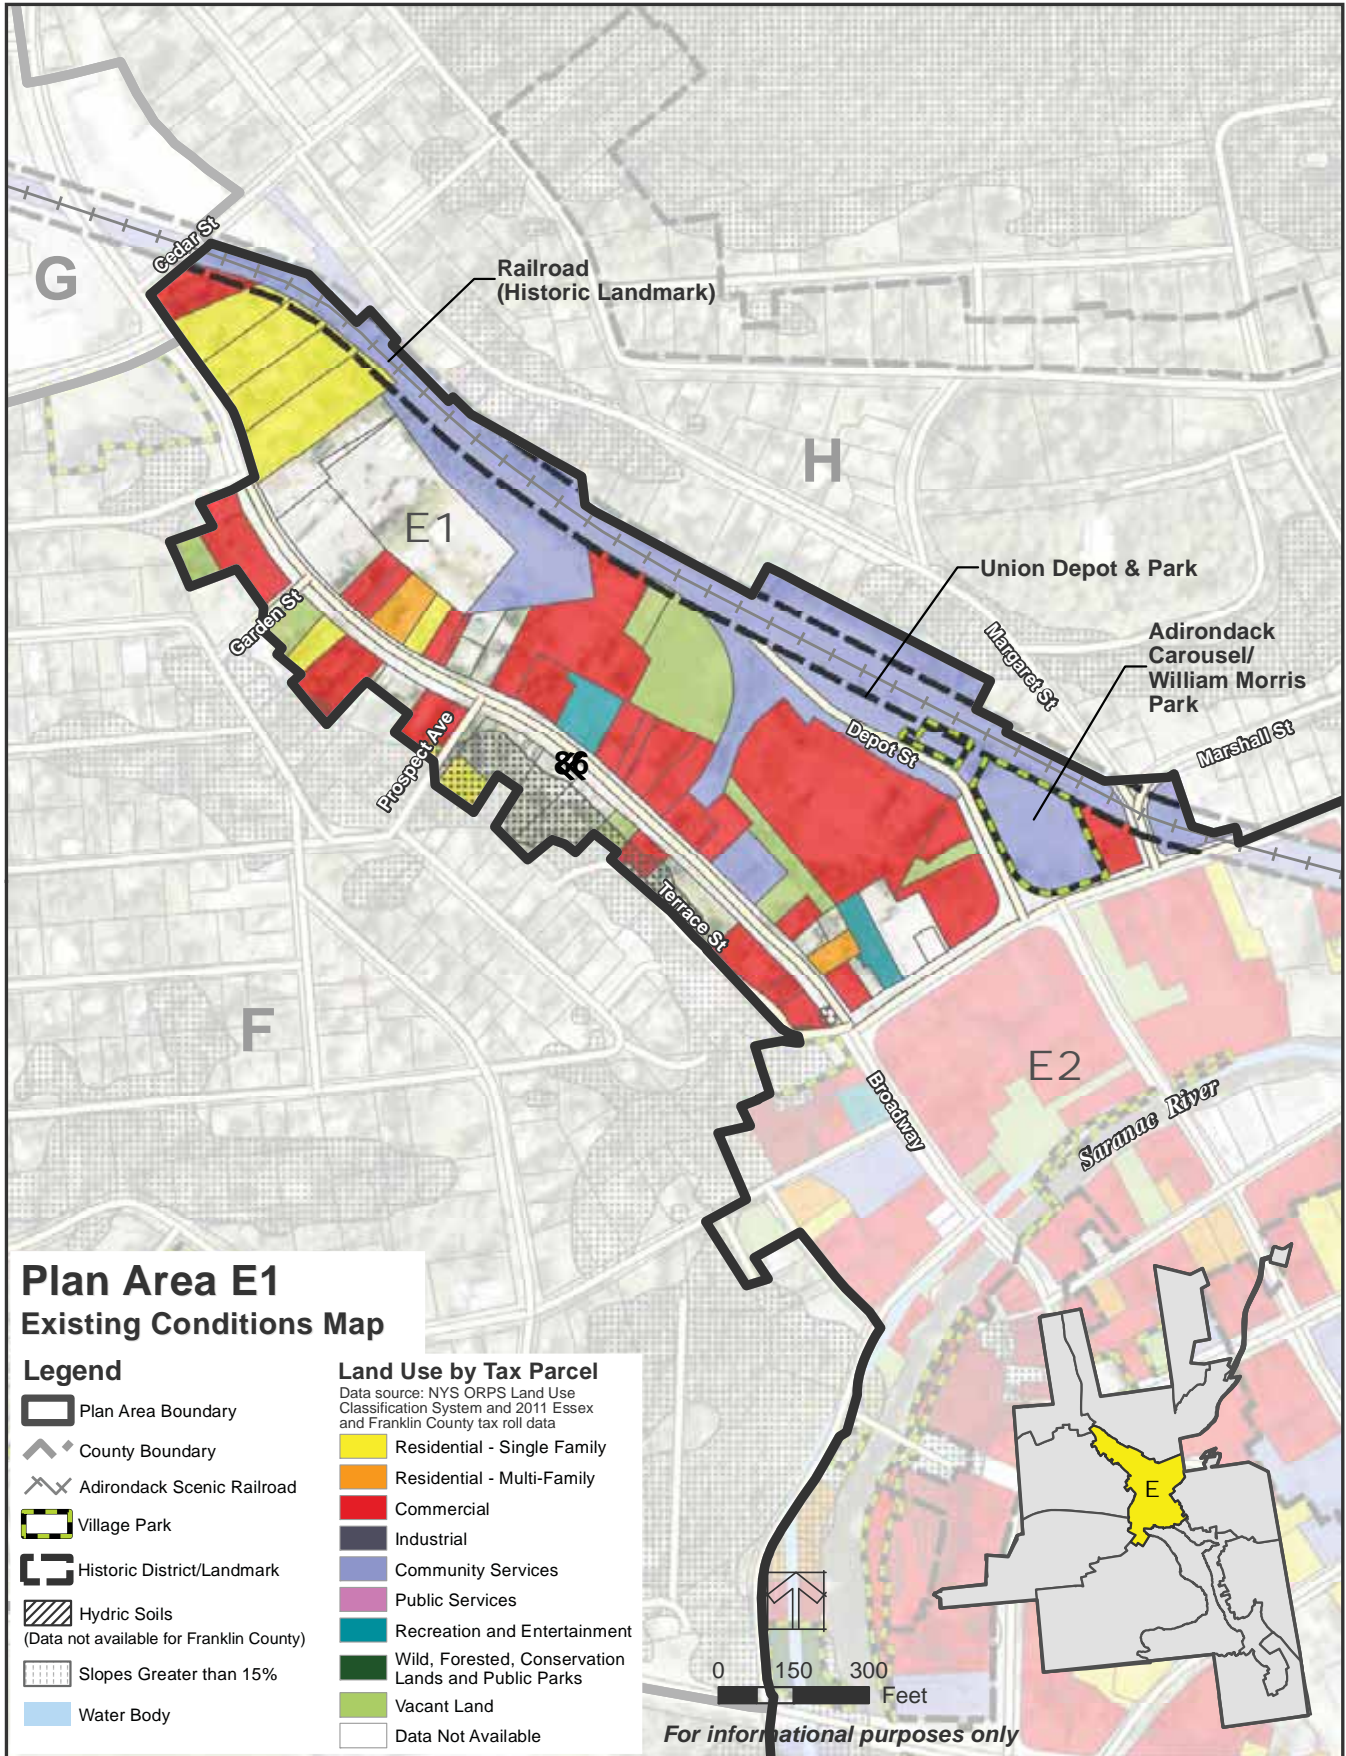 Cedar St
G
Railroad
(Historic Landmark)
H
E1
Union Depot & Park
Margaret St
Adirondack
Carousel/
William Morris
Park
Garden St
Prospect Ave
86
Depot St
Marshall St
Terrace St
F
E2
Broadway
Saranac River
Plan Area E1
Existing Conditions Map
Legend
Plan Area Boundary
County Boundary
Adirondack Scenic Railroad
Village Park
Historic District/Landmark
Hydric Soils
(Data not available for Franklin County)
Slopes Greater than 15%
Water Body
Land Use by Tax Parcel
Data source: NYS ORPS Land Use
Classification System and 2011 Essex
and Franklin County tax roll data
Residential - Single Family
Residential - Multi-Family
Commercial
Industrial
Community Services
Public Services
Recreation and Entertainment
Wild, Forested, Conservation
Lands and Public Parks
Vacant Land
Data Not Available
E
0 150 300
Feet
For informational purposes only